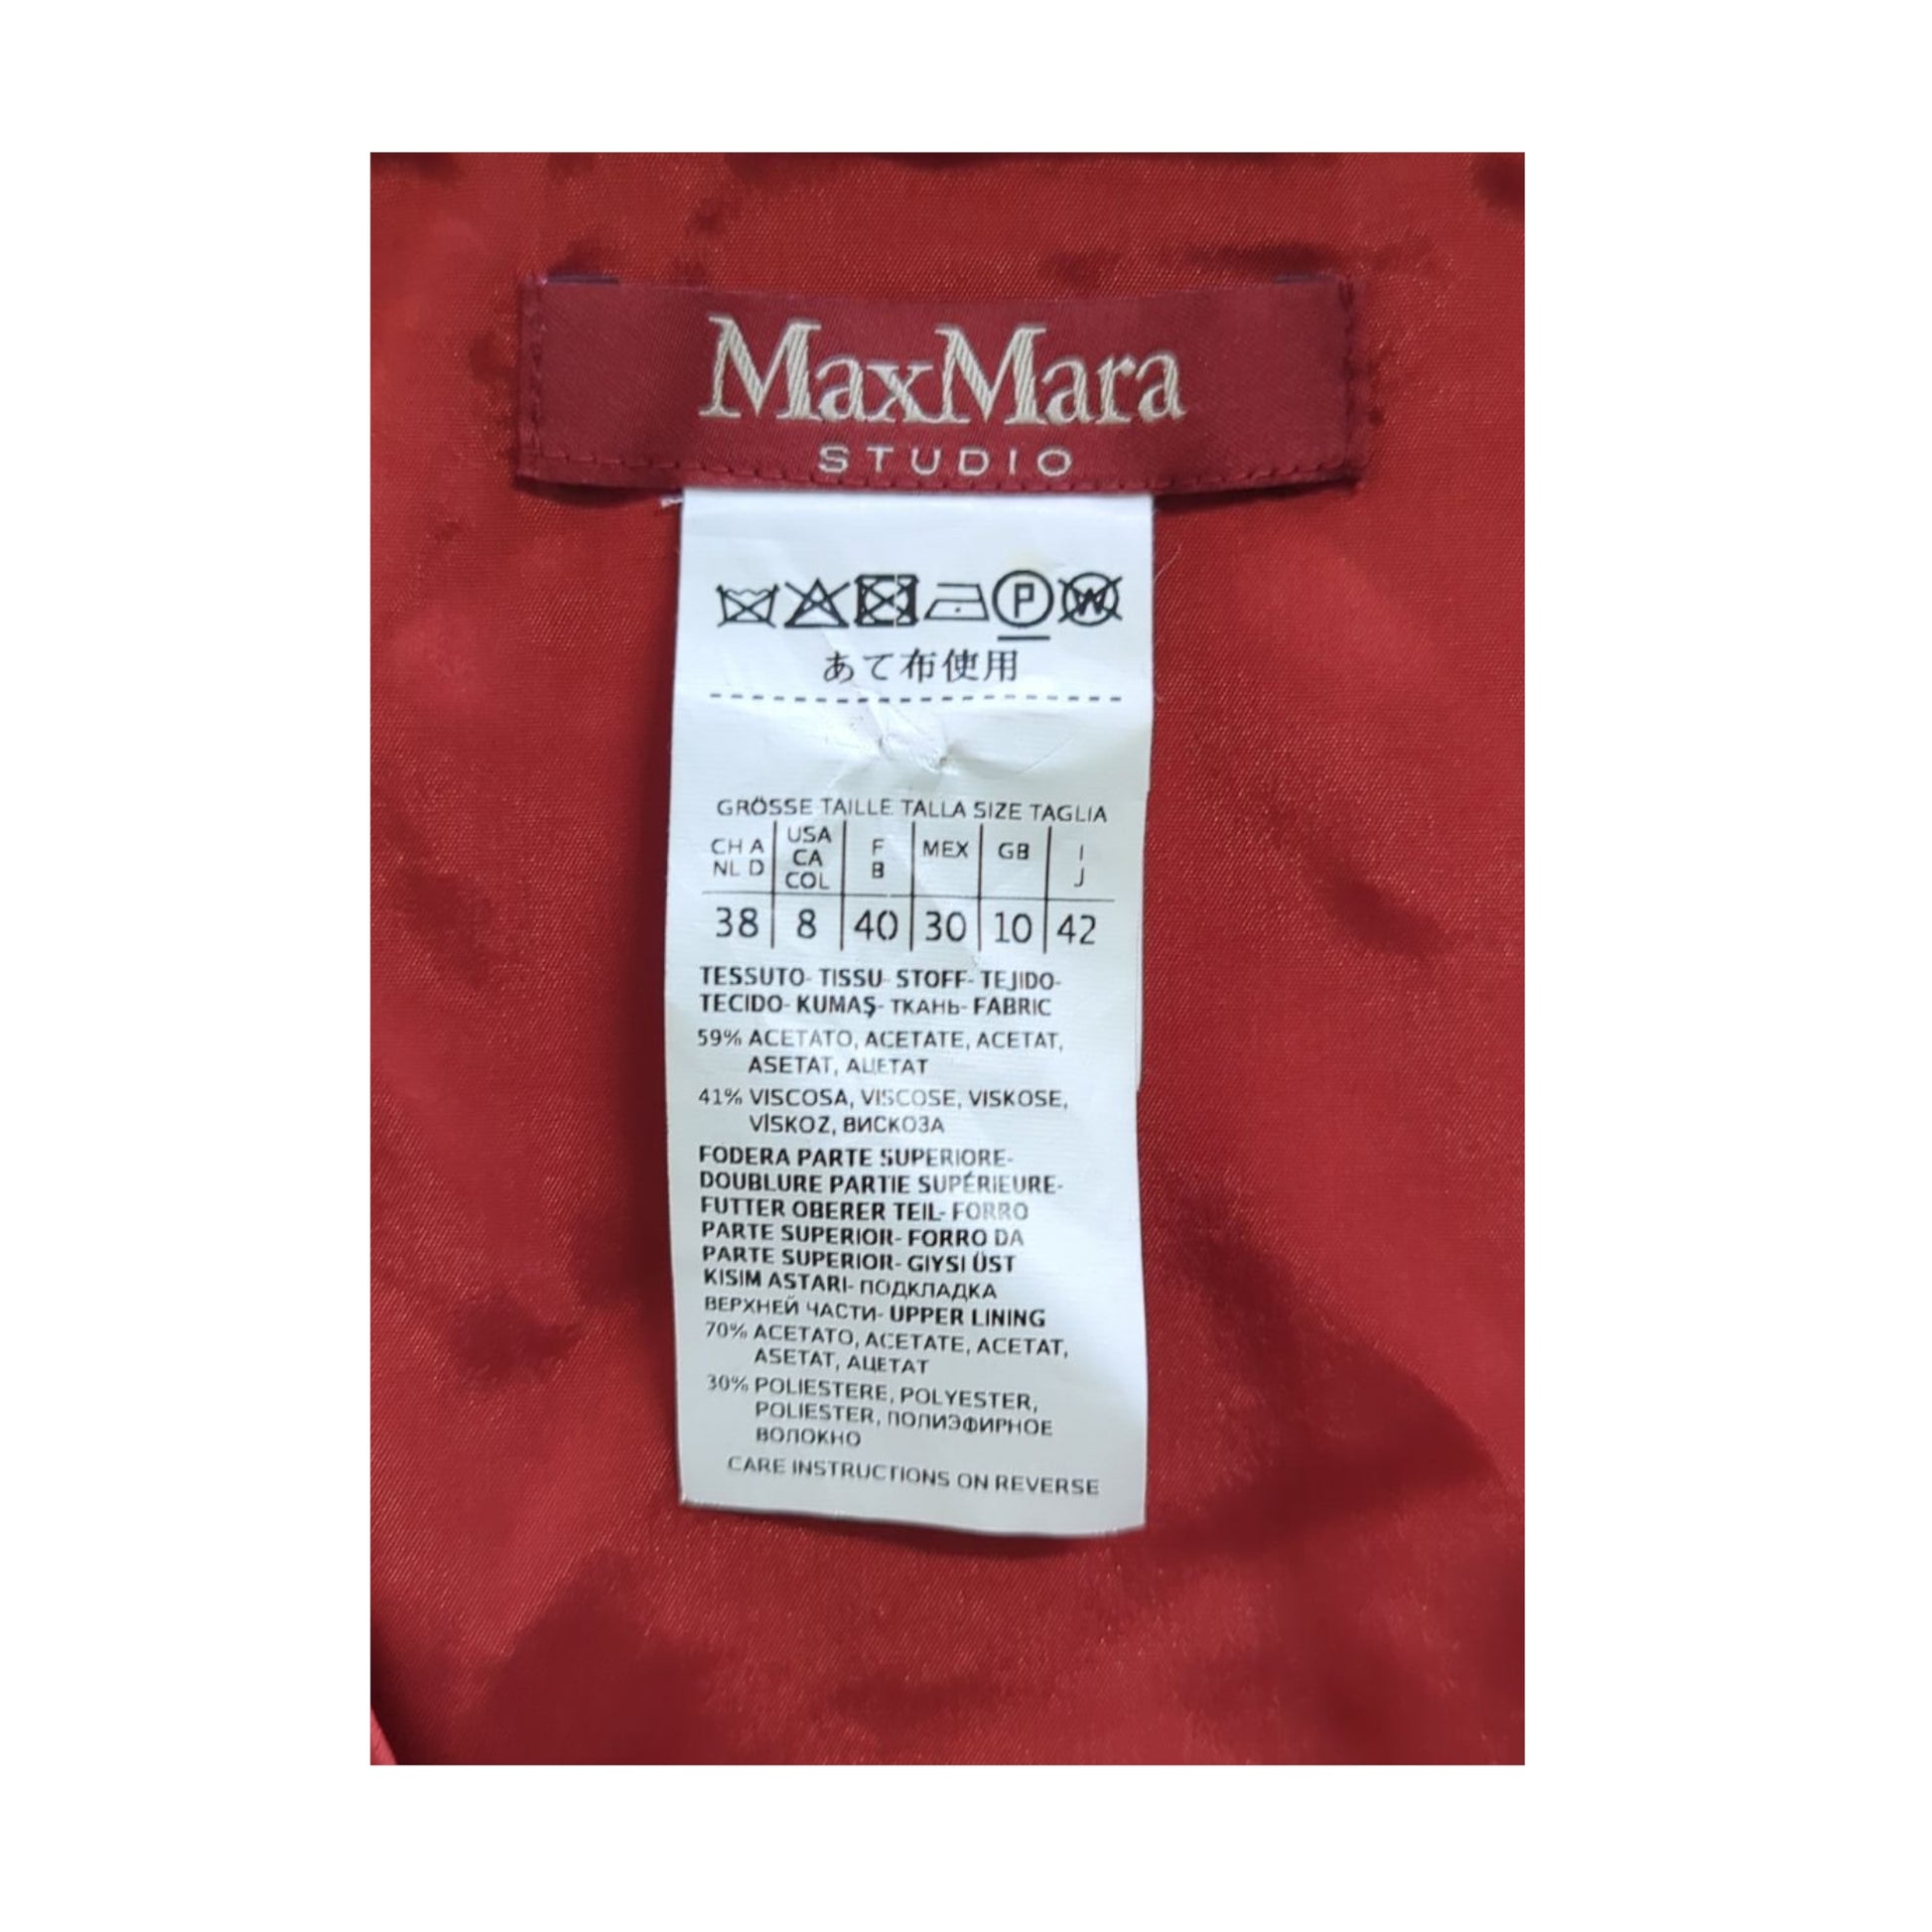 MaxMara
STUDIO
P W
あて布使用
GRÖSSE TAILLE TALLA SIZE TAGLIA
CH A NL D USA CA COL F B MEX GB I J
38 8 40 30 10 42
TESSUTO- TISSU- STOFF- TEJIDO-
TECIDO- KUMAŞ- ТКАНЬ- FABRIC
59% ACETATO, ACETATE, ACETAT,
ASETAT, АЦЕТАТ
41% VISCOSA, VISCOSE, VISKOSE,
VİSKOZ, ВИСКОЗА
FODERA PARTE SUPERIORE-
DOUBLURE PARTIE SUPÉRIEURE-
FUTTER OBERER TEIL- FORRO
PARTE SUPERIOR- FORRO DA
PARTE SUPERIOR- GIYSI ÜST
KISIM ASTARI- ПОДКЛАДКА
ВЕРХНЕЙ ЧАСТИ- UPPER LINING
70% ACETATO, ACETATE, ACETAT,
ASETAT, АЦЕТАТ
30% POLIESTERE, POLYESTER,
POLIESTER, ПОЛИЭФИРНОЕ
ВОЛОКНО
CARE INSTRUCTIONS ON REVERSE